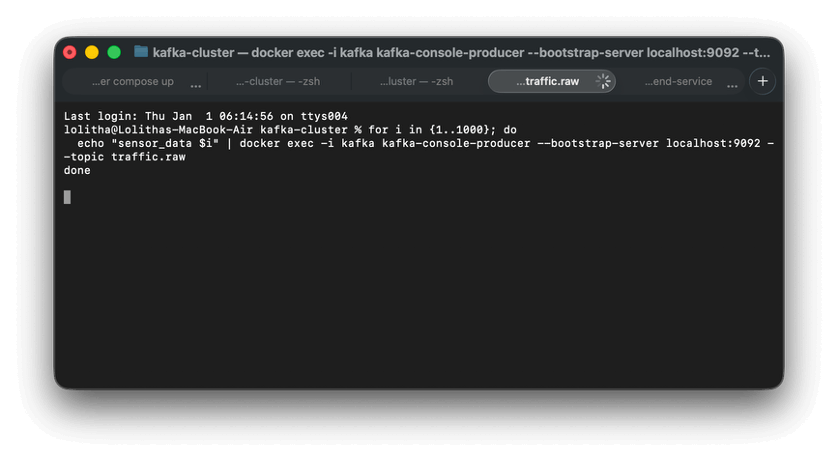 kafka-cluster — docker exec -i kafka kafka-console-producer --bootstrap-server localhost:9092 --t...
...er compose up ... ...-cluster — -zsh ...luster — -zsh ...traffic.raw ...end-service ... +
Last login: Thu Jan  1 06:14:56 on ttys004
lolitha@Lolithas-MacBook-Air kafka-cluster % for i in {1..1000}; do
  echo "sensor_data $i" | docker exec -i kafka kafka-console-producer --bootstrap-server localhost:9092 -
-topic traffic.raw
done